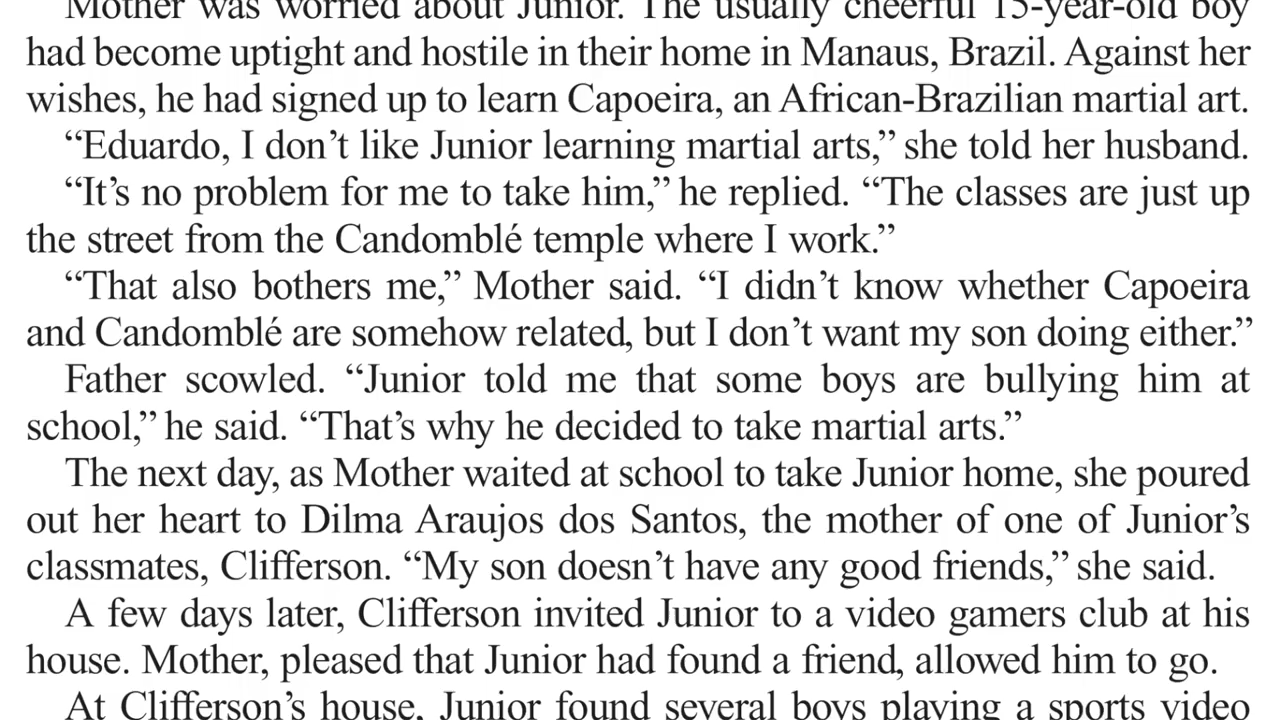 Mother was worried about Junior. The usually cheerful 15-year-old boy
had become uptight and hostile in their home in Manaus, Brazil. Against her
wishes, he had signed up to learn Capoeira, an African-Brazilian martial art.
“Eduardo, I don’t like Junior learning martial arts,” she told her husband.
“It’s no problem for me to take him,” he replied. “The classes are just up
the street from the Candomblé temple where I work.”
“That also bothers me,” Mother said. “I didn’t know whether Capoeira
and Candomblé are somehow related, but I don’t want my son doing either.”
Father scowled. “Junior told me that some boys are bullying him at
school,” he said. “That’s why he decided to take martial arts.”
The next day, as Mother waited at school to take Junior home, she poured
out her heart to Dilma Araujos dos Santos, the mother of one of Junior’s
classmates, Clifferson. “My son doesn’t have any good friends,” she said.
A few days later, Clifferson invited Junior to a video gamers club at his
house. Mother, pleased that Junior had found a friend, allowed him to go.
At Clifferson’s house, Junior found several boys playing a sports video